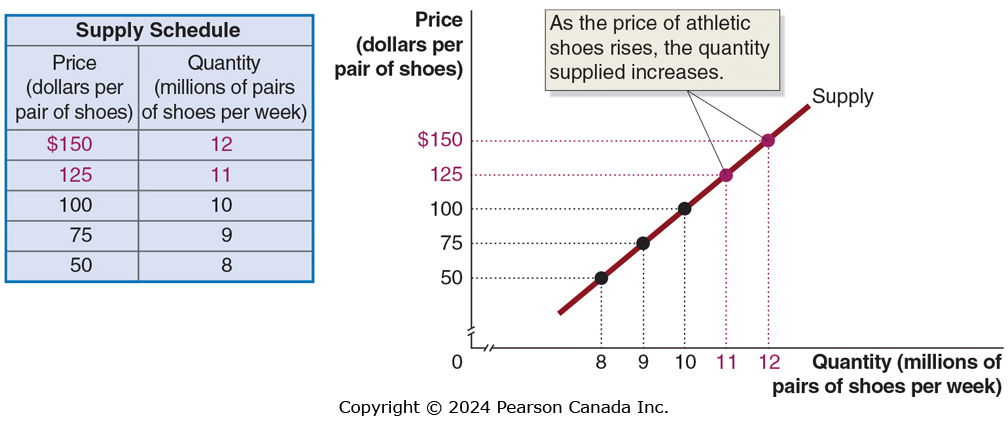 Supply Schedule
Price
(dollars per
pair of shoes)
Quantity
(millions of pairs
of shoes per week)
$150 12
125 11
100 10
75 9
50 8
Price
(dollars per
pair of shoes)
As the price of athletic
shoes rises, the quantity
supplied increases.
Supply
$150
125
100
75
50
0 8 9 10 11 12
Quantity (millions of
pairs of shoes per week)
Copyright © 2024 Pearson Canada Inc.